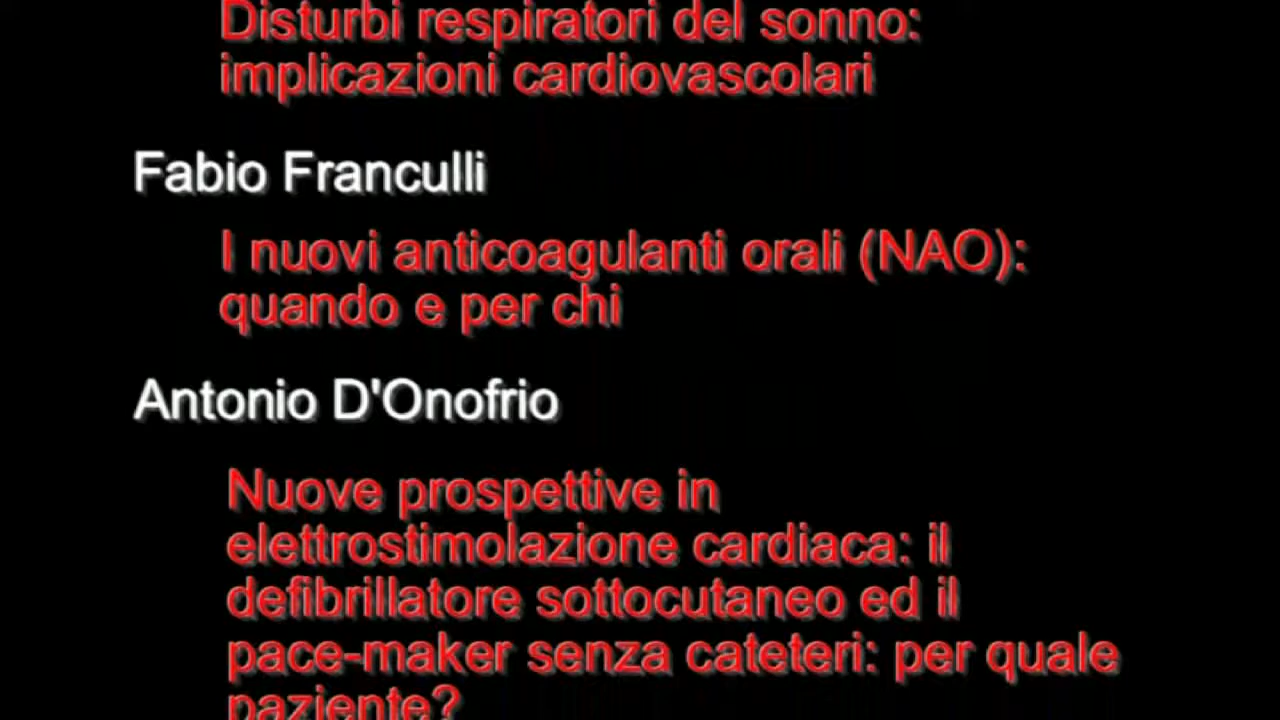 Disturbi respiratori del sonno:
implicazioni cardiovascolari
Fabio Franculli
I nuovi anticoagulanti orali (NAO):
quando e per chi
Antonio D'Onofrio
Nuove prospettive in
elettrostimolazione cardiaca: il
defibrillatore sottocutaneo ed il
pace-maker senza cateteri: per quale
paziente?